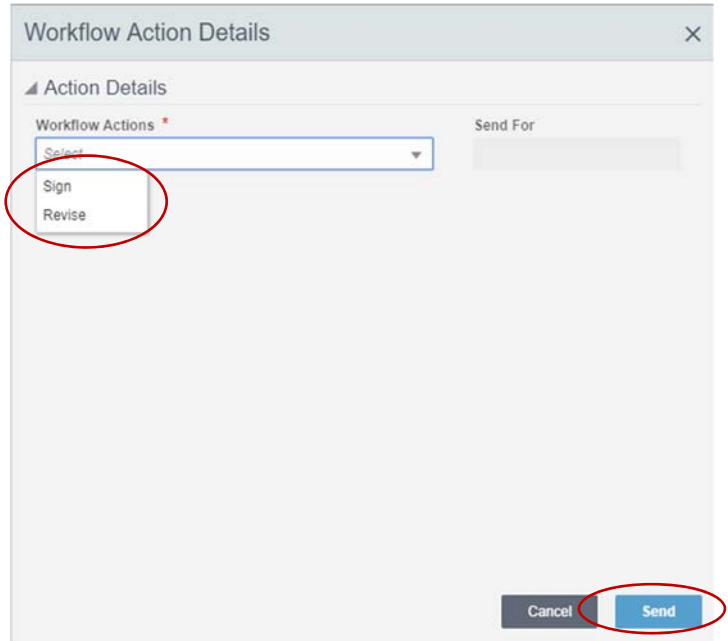 Workflow Action Details
Action Details
Workflow Actions * Send For
Select
Sign
Revise
Cancel Send